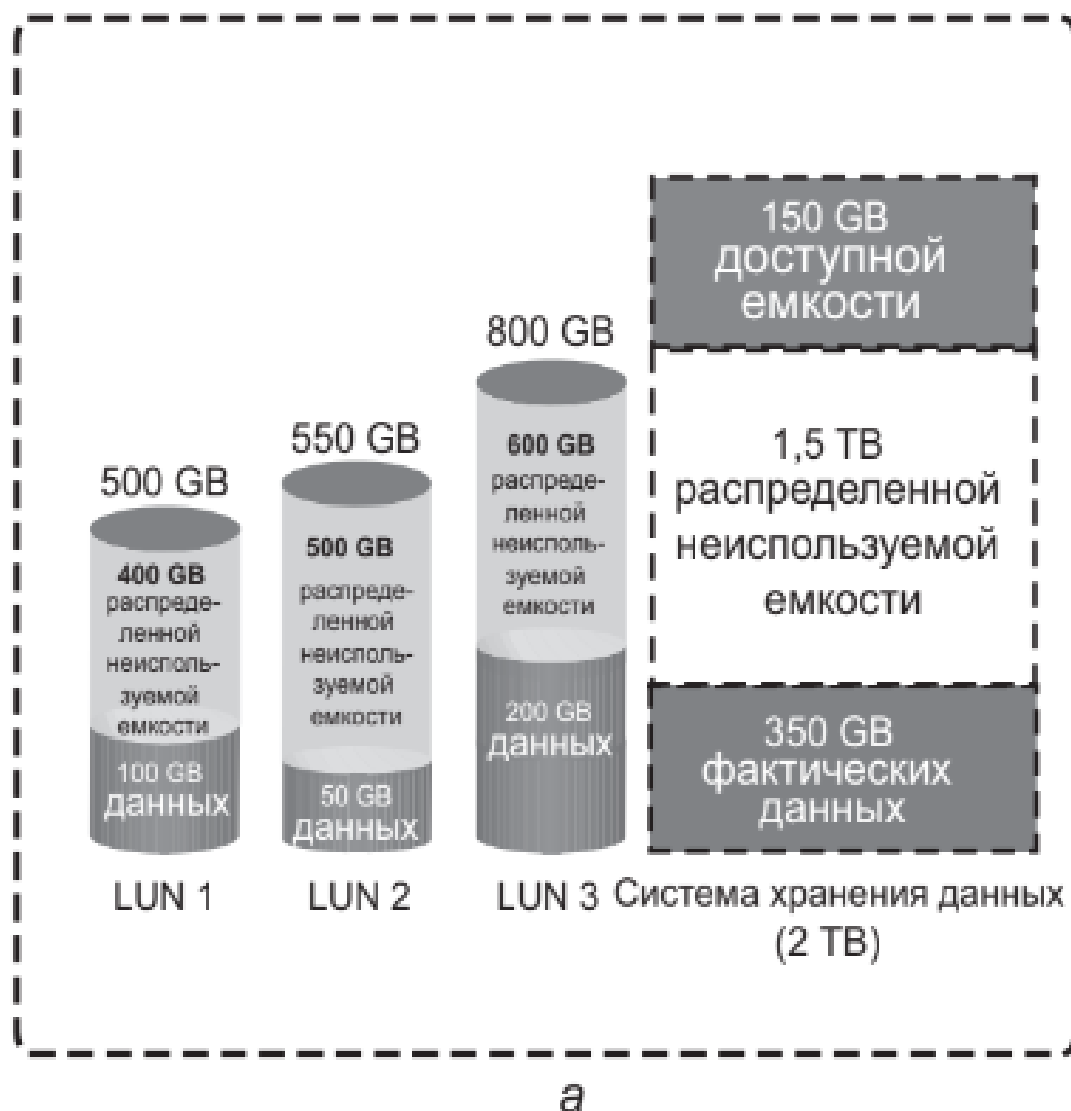 500 GB
400 GB
распреде-
ленной
неисполь-
зуемой
емкости
100 GB
данных
LUN 1
550 GB
500 GB
распреде-
ленной
неисполь-
зуемой
емкости
50 GB
данных
LUN 2
800 GB
600 GB
распреде-
ленной
неисполь-
зуемой
емкости
200 GB
данных
LUN 3
150 GB
доступной
емкости
1,5 TB
распределенной
неиспользуемой
емкости
350 GB
фактических
данных
Система хранения данных
(2 TB)
а